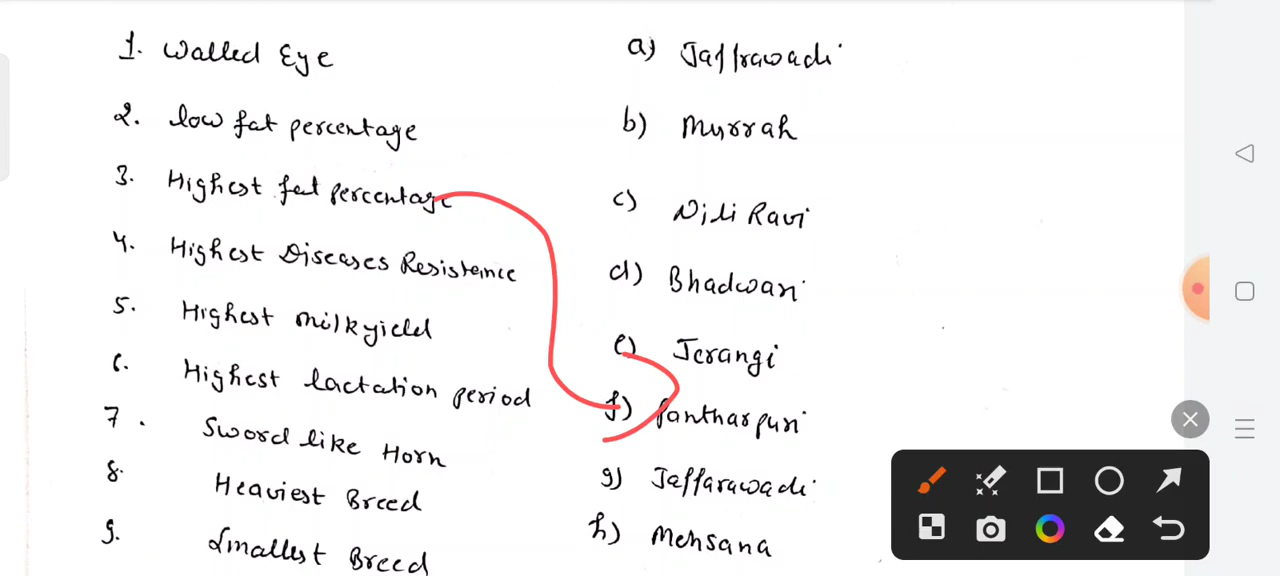 1. Walled Eye
a) Jaffrawadi
2. low fat percentage
b) Murrah
3. Highest fat percentage
c) Nili Ravi
4. Highest Diseases Resistance
d) Bhadwari
5. Highest milk yield
e) Jerangi
6. Highest lactation period
f) Pantharpuri
7. Sword like Horn
g) Jaffarawadi
8. Heaviest Breed
h) Mehsana
9. Smallest Breed